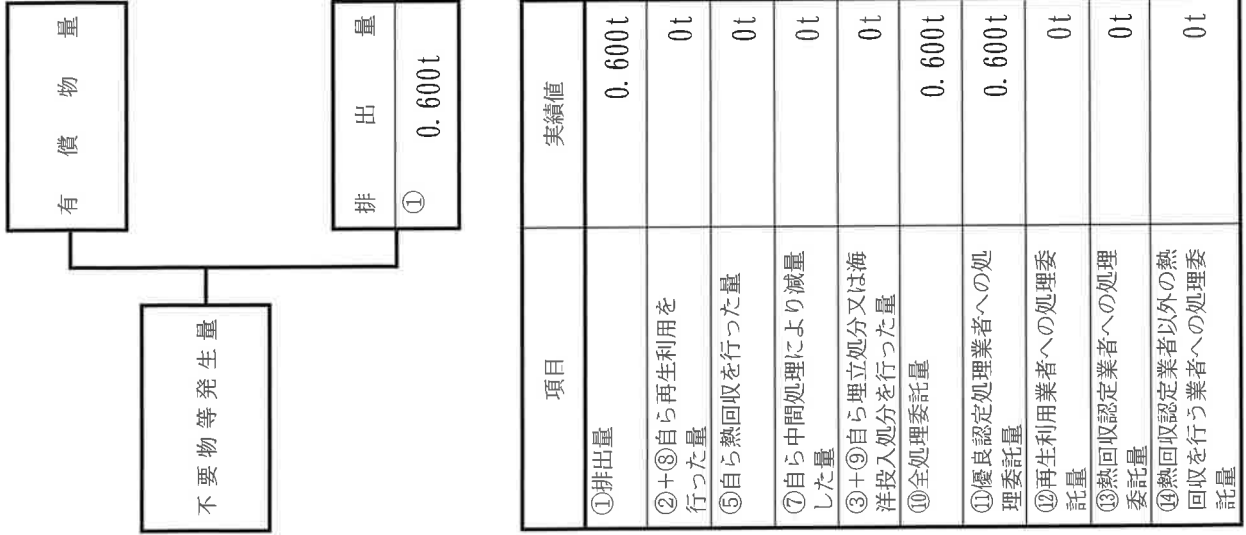 不要物等発生量
有償物量
排出量
① 0.600t
項目 実績値
①排出量 0.600t
②+⑧自ら再生利用を
行った量 0t
⑤自ら熱回収を行った量 0t
⑦自ら中間処理により減量
した量 0t
③+⑨自ら埋立処分又は海
洋投入処分を行った量 0t
⑩全処理委託量 0.600t
⑪優良認定処理業者への処
理委託量 0.600t
⑫再生利用業者への処理委
託量 0t
⑬熱回収認定業者への処理
委託量 0t
⑭熱回収認定業者以外の熱
回収を行う業者への処理委
託量 0t